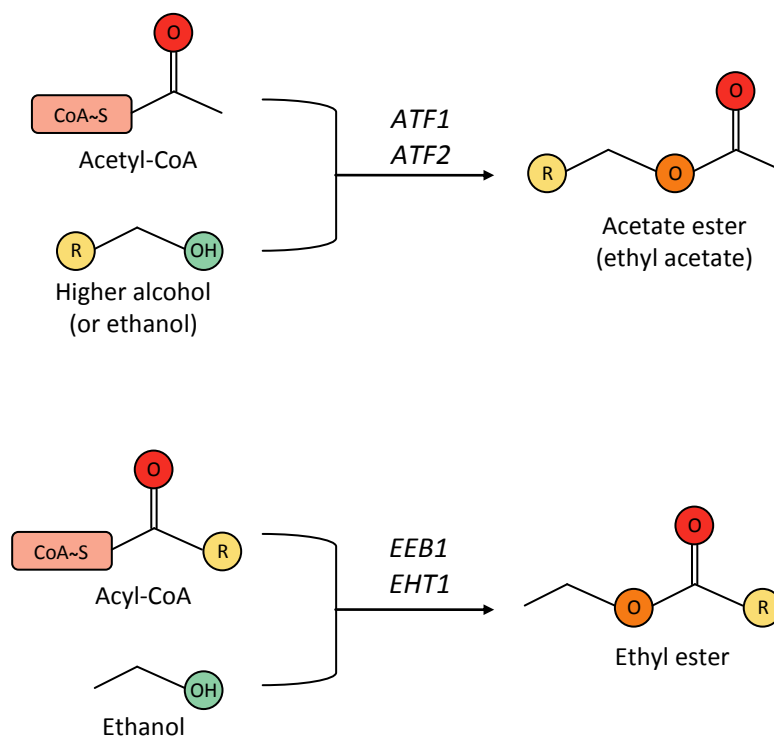 O
CoA~S
Acetyl-CoA
R
OH
Higher alcohol
(or ethanol)
ATF1
ATF2
O
R
O
Acetate ester
(ethyl acetate)
O
CoA~S
R
Acyl-CoA
OH
Ethanol
EEB1
EHT1
O
O
R
Ethyl ester